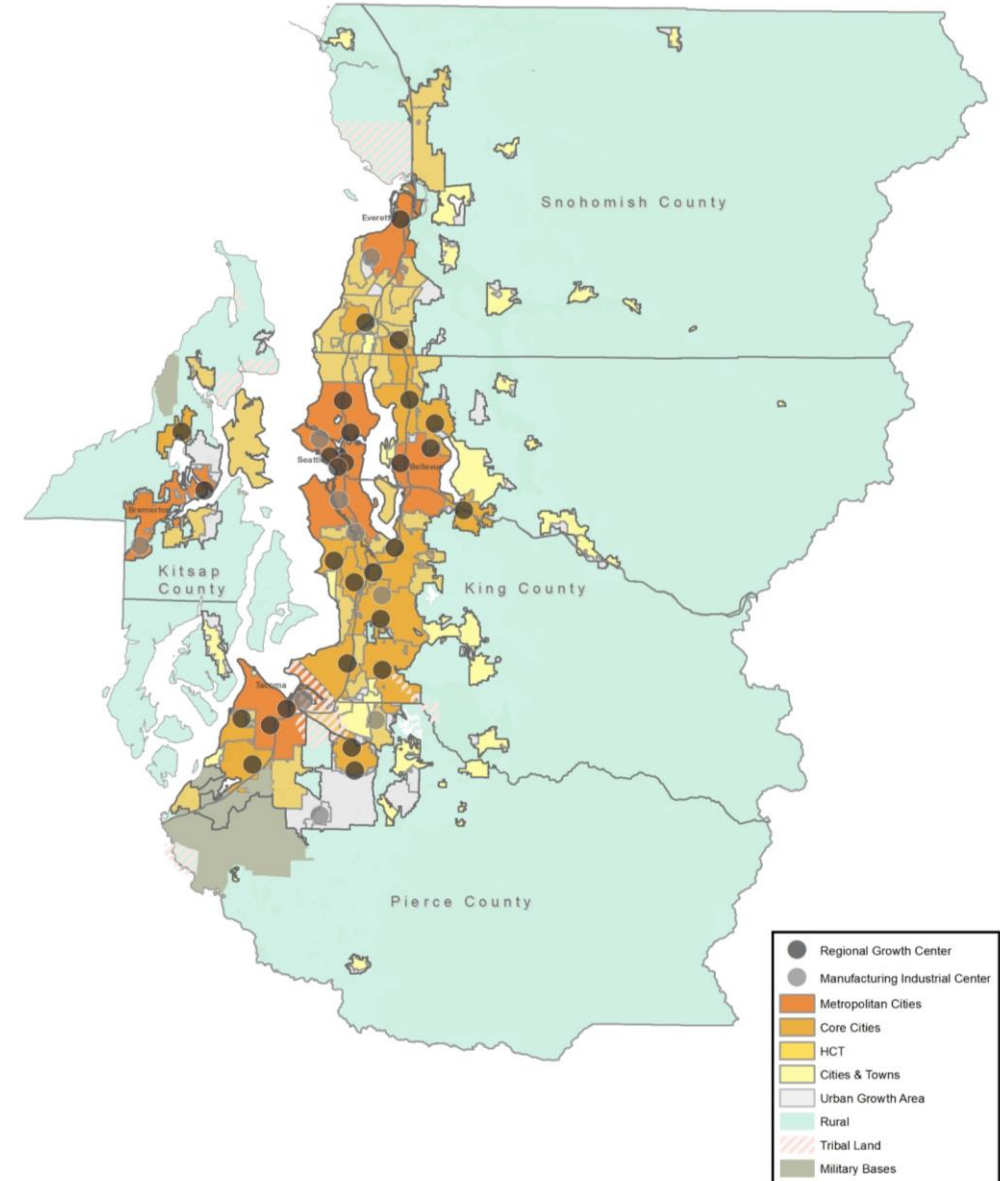 Snohomish County
Everett
Seattle
Bellevue
Bremerton
Kitsap
County
King County
Tacoma
Pierce County
Regional Growth Center
Manufacturing Industrial Center
Metropolitan Cities
Core Cities
HCT
Cities & Towns
Urban Growth Area
Rural
Tribal Land
Military Bases